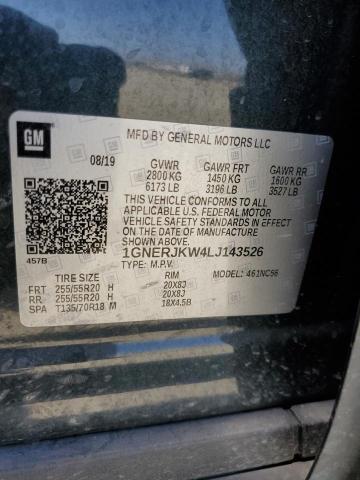 GM
MFD BY GENERAL MOTORS LLC
08/19 GVWR GAWR FRT GAWR RR
2800 KG 1450 KG 1600 KG
6173 LB 3196 LB 3527 LB
THIS VEHICLE CONFORMS TO ALL
APPLICABLE U.S. FEDERAL MOTOR
VEHICLE SAFETY STANDARDS IN EFFECT
ON THE DATE OF MANUFACTURE SHOWN ABOVE.
1GNERJKW4LJ143526
457B TYPE: M.P.V. MODEL: 461NC56
TIRE SIZE RIM
FRT 255/55R20 H 20X8J
RR 255/55R20 H 20X8J
SPA T135/70R18 M 18X4.5B